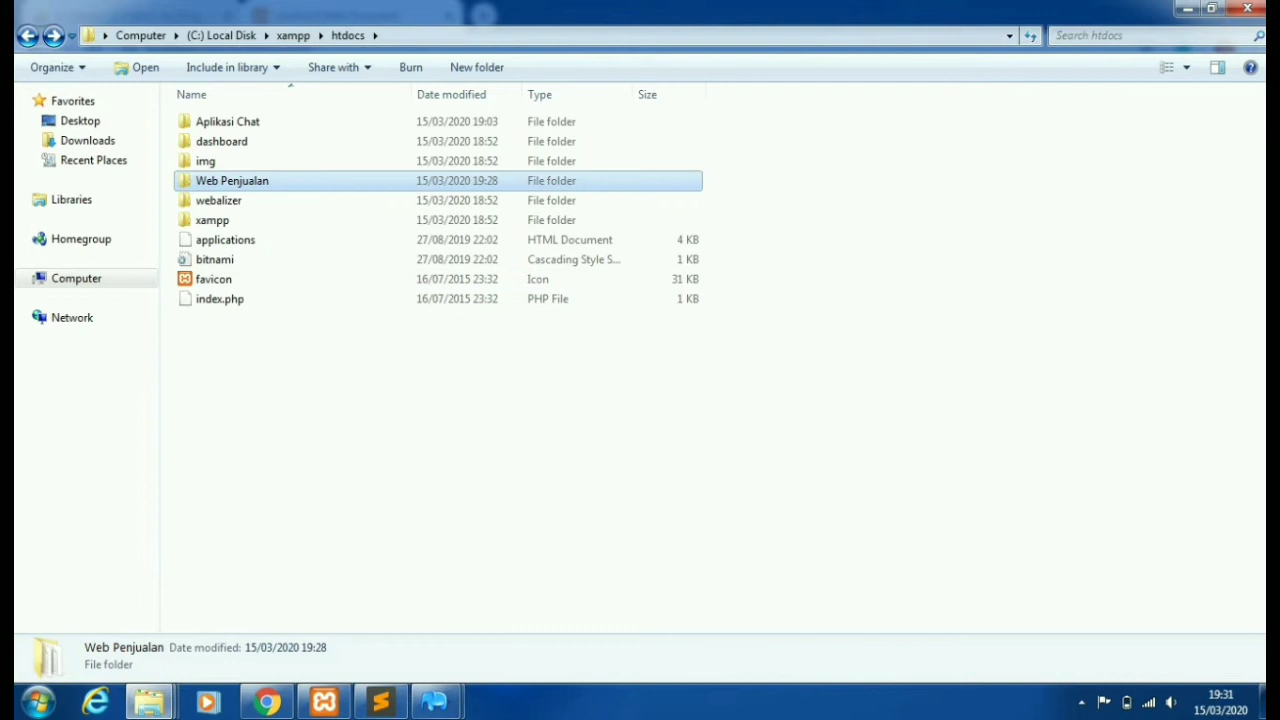 Computer (C:) Local Disk xampp htdocs Search htdocs
Organize Open Include in library Share with Burn New folder
Favorites
Desktop
Downloads
Recent Places
Libraries
Homegroup
Computer
Network
Name Date modified Type Size
Aplikasi Chat 15/03/2020 19:03 File folder
dashboard 15/03/2020 18:52 File folder
img 15/03/2020 18:52 File folder
Web Penjualan 15/03/2020 19:28 File folder
webalizer 15/03/2020 18:52 File folder
xampp 15/03/2020 18:52 File folder
applications 27/08/2019 22:02 HTML Document 4 KB
bitnami 27/08/2019 22:02 Cascading Style S... 1 KB
favicon 16/07/2015 23:32 Icon 31 KB
index.php 16/07/2015 23:32 PHP File 1 KB
Web Penjualan Date modified: 15/03/2020 19:28
File folder
19:31
15/03/2020